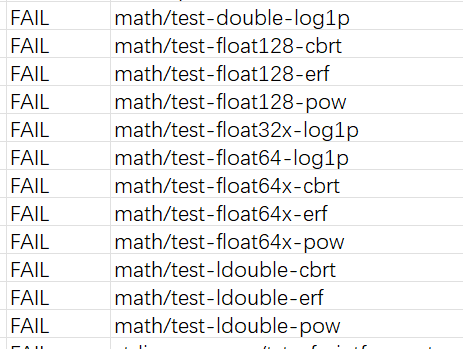 FAIL math/test-double-log1p
FAIL math/test-float128-cbrt
FAIL math/test-float128-erf
FAIL math/test-float128-pow
FAIL math/test-float32x-log1p
FAIL math/test-float64-log1p
FAIL math/test-float64x-cbrt
FAIL math/test-float64x-erf
FAIL math/test-float64x-pow
FAIL math/test-ldouble-cbrt
FAIL math/test-ldouble-erf
FAIL math/test-ldouble-pow
FAIL